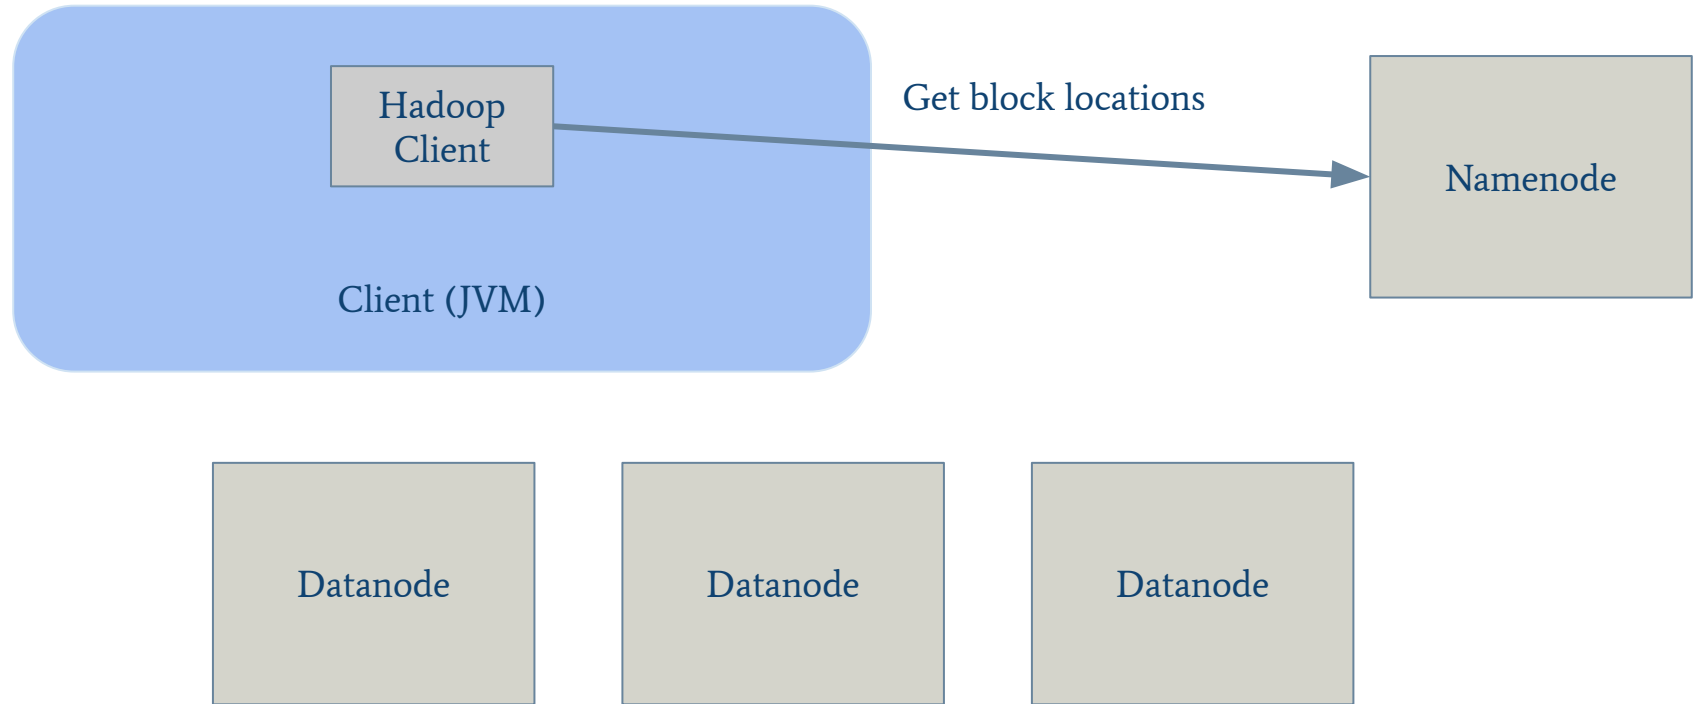 Hadoop
Client
Get block locations
Namenode
Client (JVM)
Datanode
Datanode
Datanode